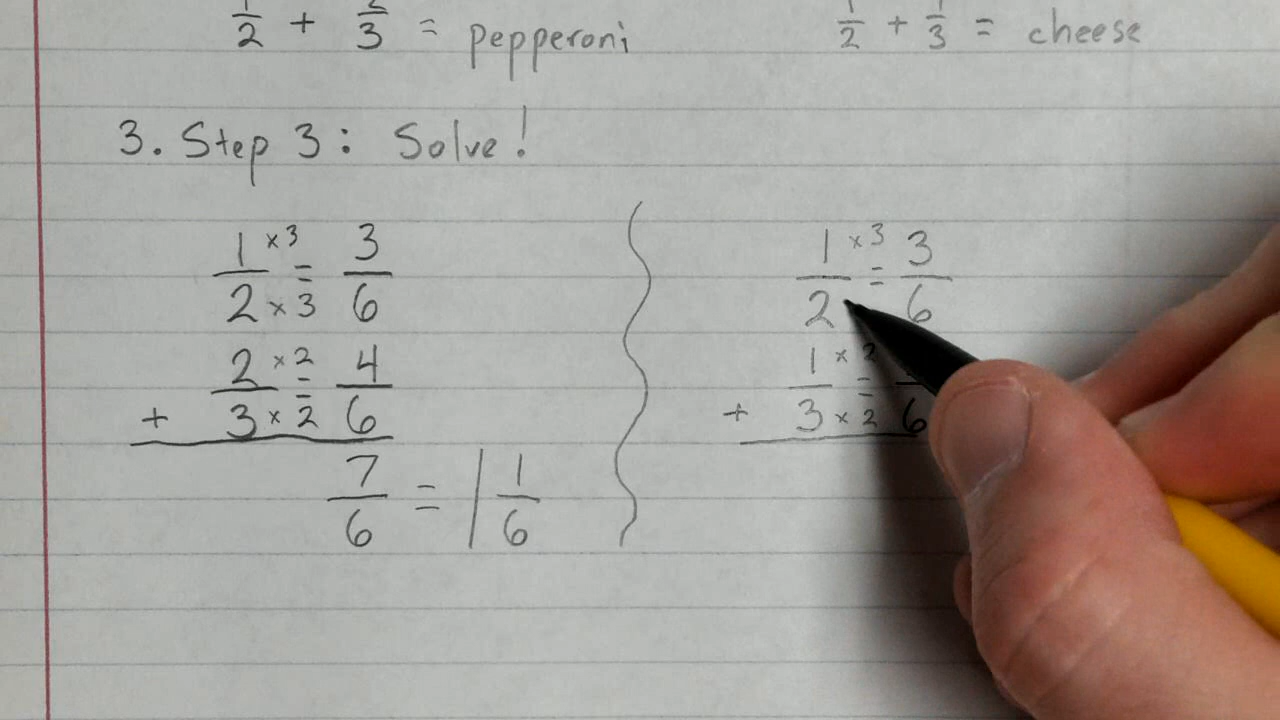 1/2 + 2/3 = pepperoni
1/2 + 1/3 = cheese
3. Step 3: Solve!
1 ×3 3
=
2 × 3 6
2 ×2 4
=
+ 3 × 2 6
7/6 = 1 1/6
1 ×3 3
=
2 6
1 × 2
=
+ 3 × 2 6